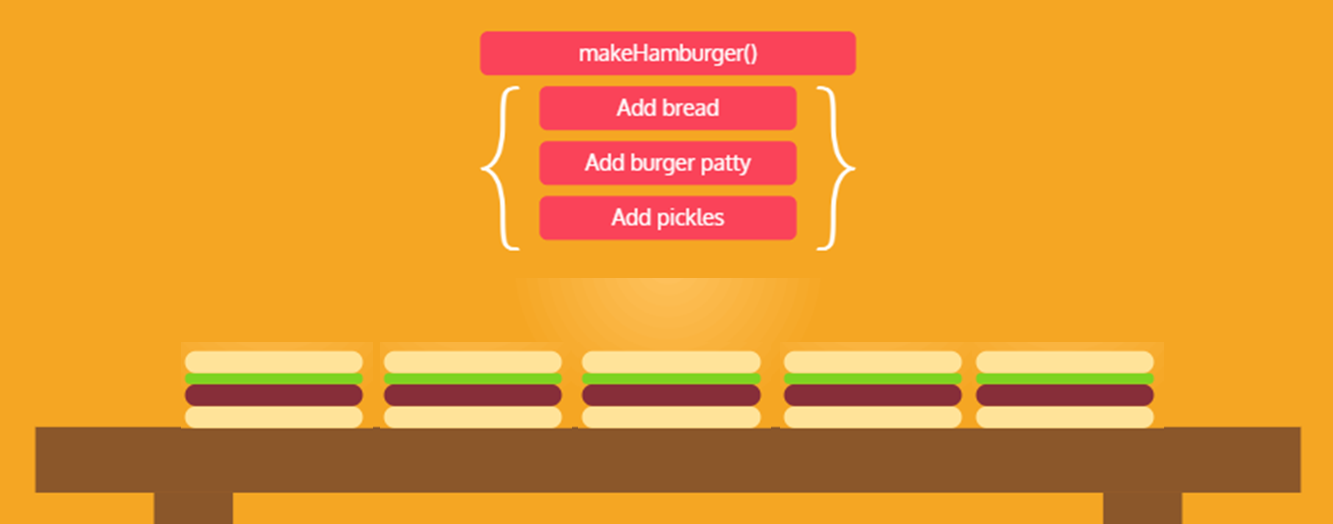 makeHamburger()
Add bread
Add burger patty
Add pickles